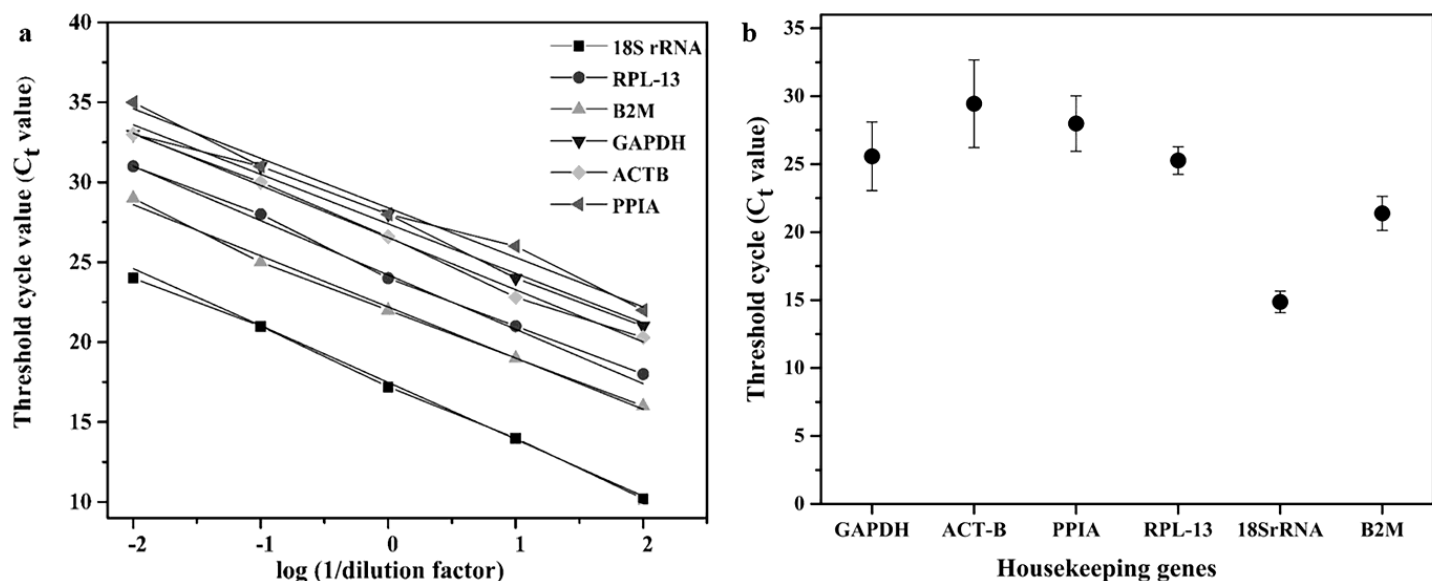 a
Threshold cycle value (Ct value)
40
35
30
25
20
15
10
18S rRNA
RPL-13
B2M
GAPDH
ACTB
PPIA
-2 -1 0 1 2
log (1/dilution factor)
b
Threshold cycle (Ct value)
35
30
25
20
15
10
5
0
GAPDH ACT-B PPIA RPL-13 18SrRNA B2M
Housekeeping genes